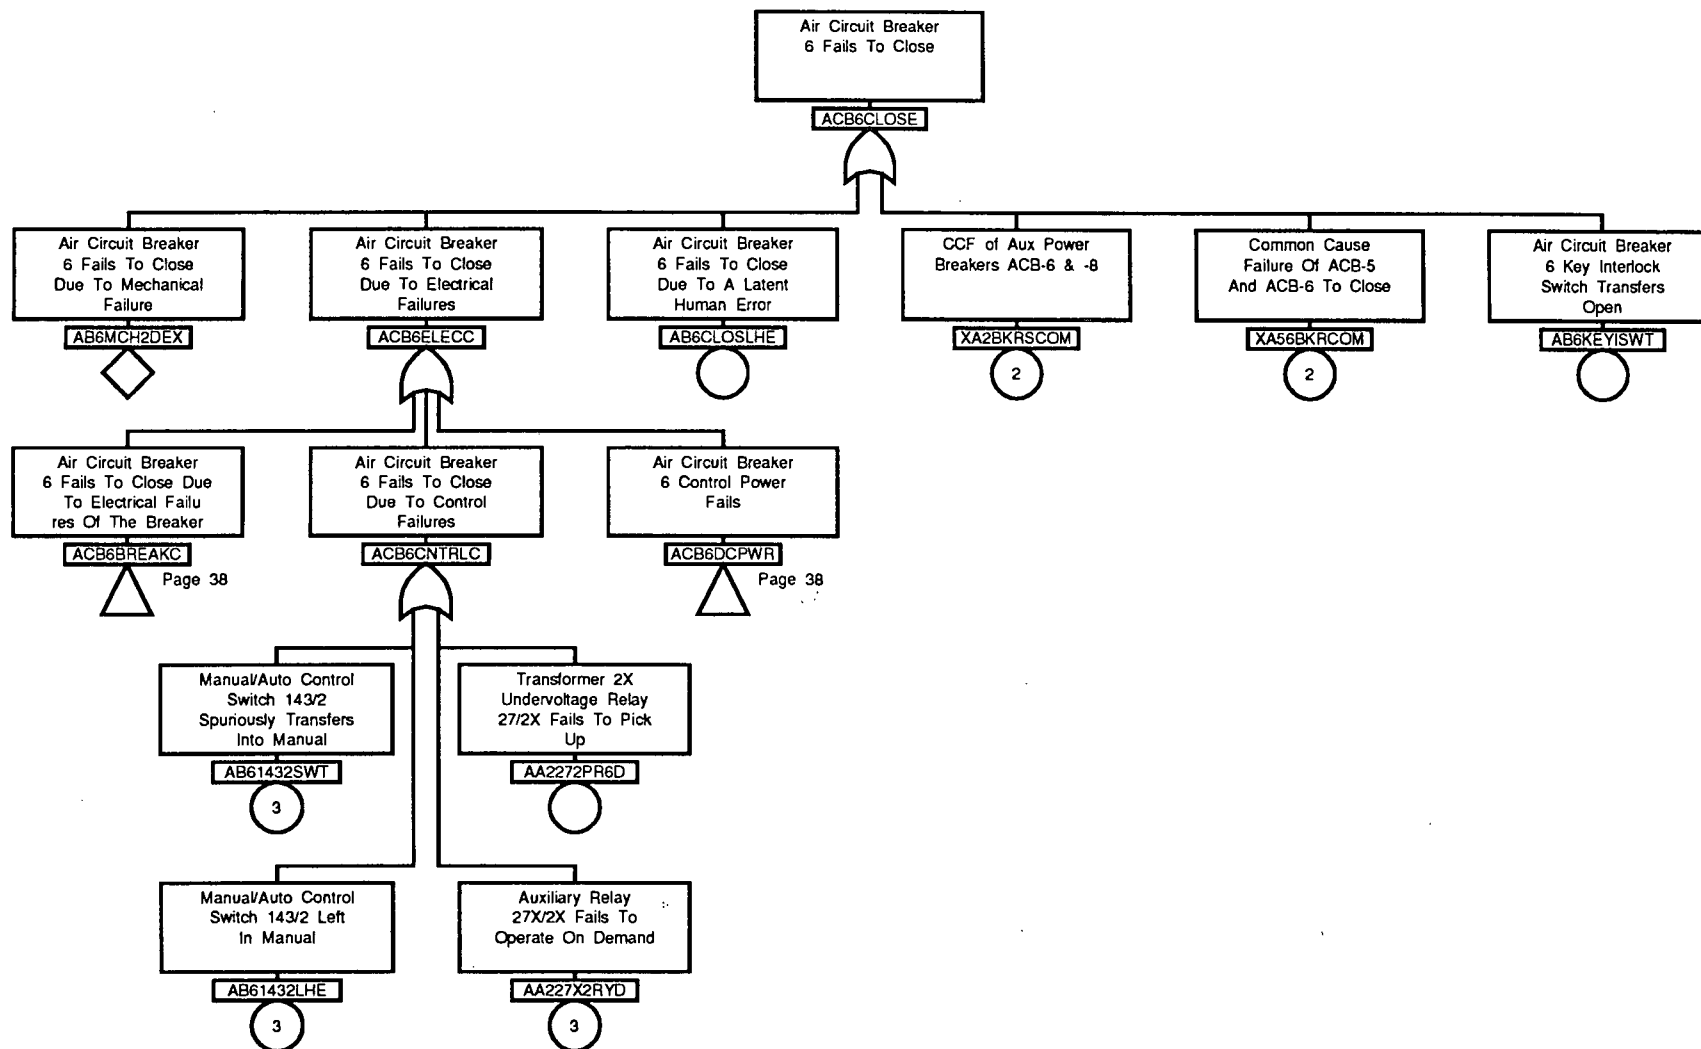 Air Circuit Breaker
6 Fails To Close
ACB6CLOSE
Air Circuit Breaker
6 Fails To Close
Due To Mechanical
Failure
AB6MCH2DEX
Air Circuit Breaker
6 Fails To Close
Due To Electrical
Failures
ACB6ELECC
Air Circuit Breaker
6 Fails To Close
Due To A Latent
Human Error
AB6CLOSLHE
CCF of Aux Power
Breakers ACB-6 & -8
XA2BKRSCOM
2
Common Cause
Failure Of ACB-5
And ACB-6 To Close
XA56BKRCOM
2
Air Circuit Breaker
6 Key Interlock
Switch Transfers
Open
AB6KEYISWT
Air Circuit Breaker
6 Fails To Close Due
To Electrical Failu
res Of The Breaker
ACB6BREAKC
Page 38
Air Circuit Breaker
6 Fails To Close
Due To Control
Failures
ACB6CNTRLC
Air Circuit Breaker
6 Control Power
Fails
ACB6DCPWR
Page 38
Manual/Auto Control
Switch 143/2
Spuriously Transfers
Into Manual
AB61432SWT
3
Transformer 2X
Undervoltage Relay
27/2X Fails To Pick
Up
AA2272PR6D
Manual/Auto Control
Switch 143/2 Left
In Manual
AB61432LHE
3
Auxiliary Relay
27X/2X Fails To
Operate On Demand
AA227X2RYD
3